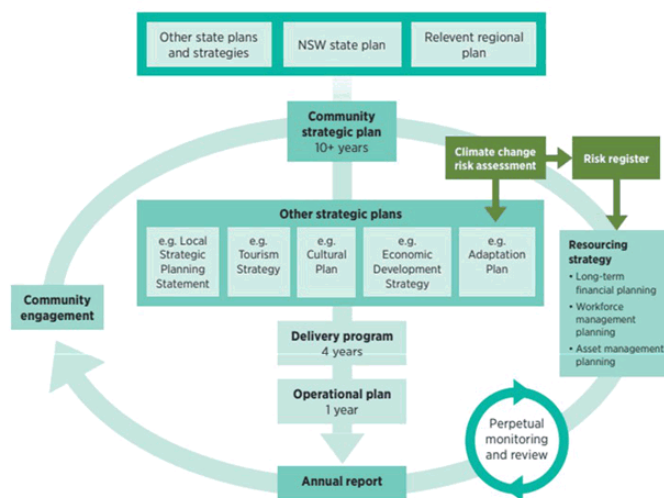 Other state plans
and strategies
NSW state plan
Relevent regional
plan
Community
strategic plan
10+ years
Climate change
risk assessment
Risk register
Other strategic plans
e.g. Local
Strategic
Planning
Statement
e.g.
Tourism
Strategy
e.g.
Cultural
Plan
e.g.
Economic
Development
Strategy
e.g.
Adaptation
Plan
Resourcing
strategy
• Long-term
financial planning
• Workforce
management
planning
• Asset management
planning
Community
engagement
Delivery program
4 years
Operational plan
1 year
Perpetual
monitoring
and review
Annual report